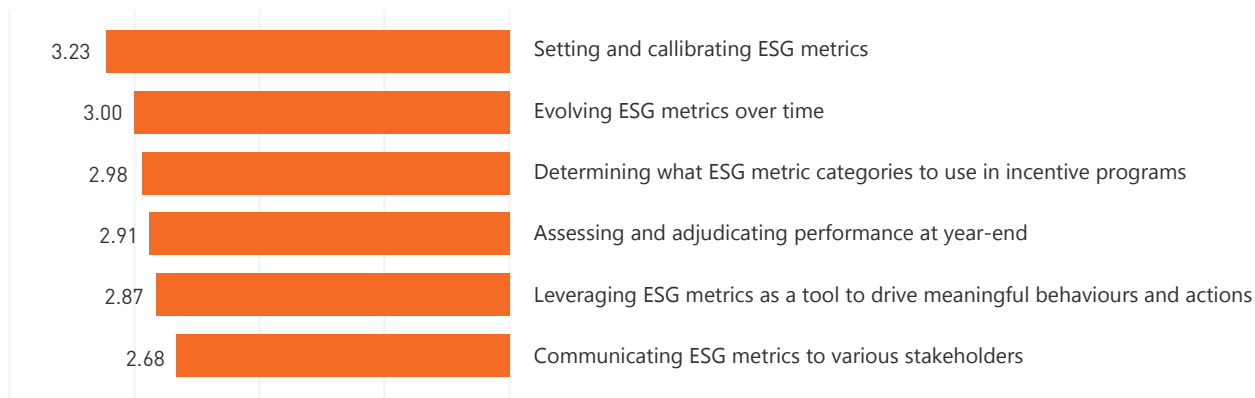 3.23 Setting and callibrating ESG metrics
3.00 Evolving ESG metrics over time
2.98 Determining what ESG metric categories to use in incentive programs
2.91 Assessing and adjudicating performance at year-end
2.87 Leveraging ESG metrics as a tool to drive meaningful behaviours and actions
2.68 Communicating ESG metrics to various stakeholders